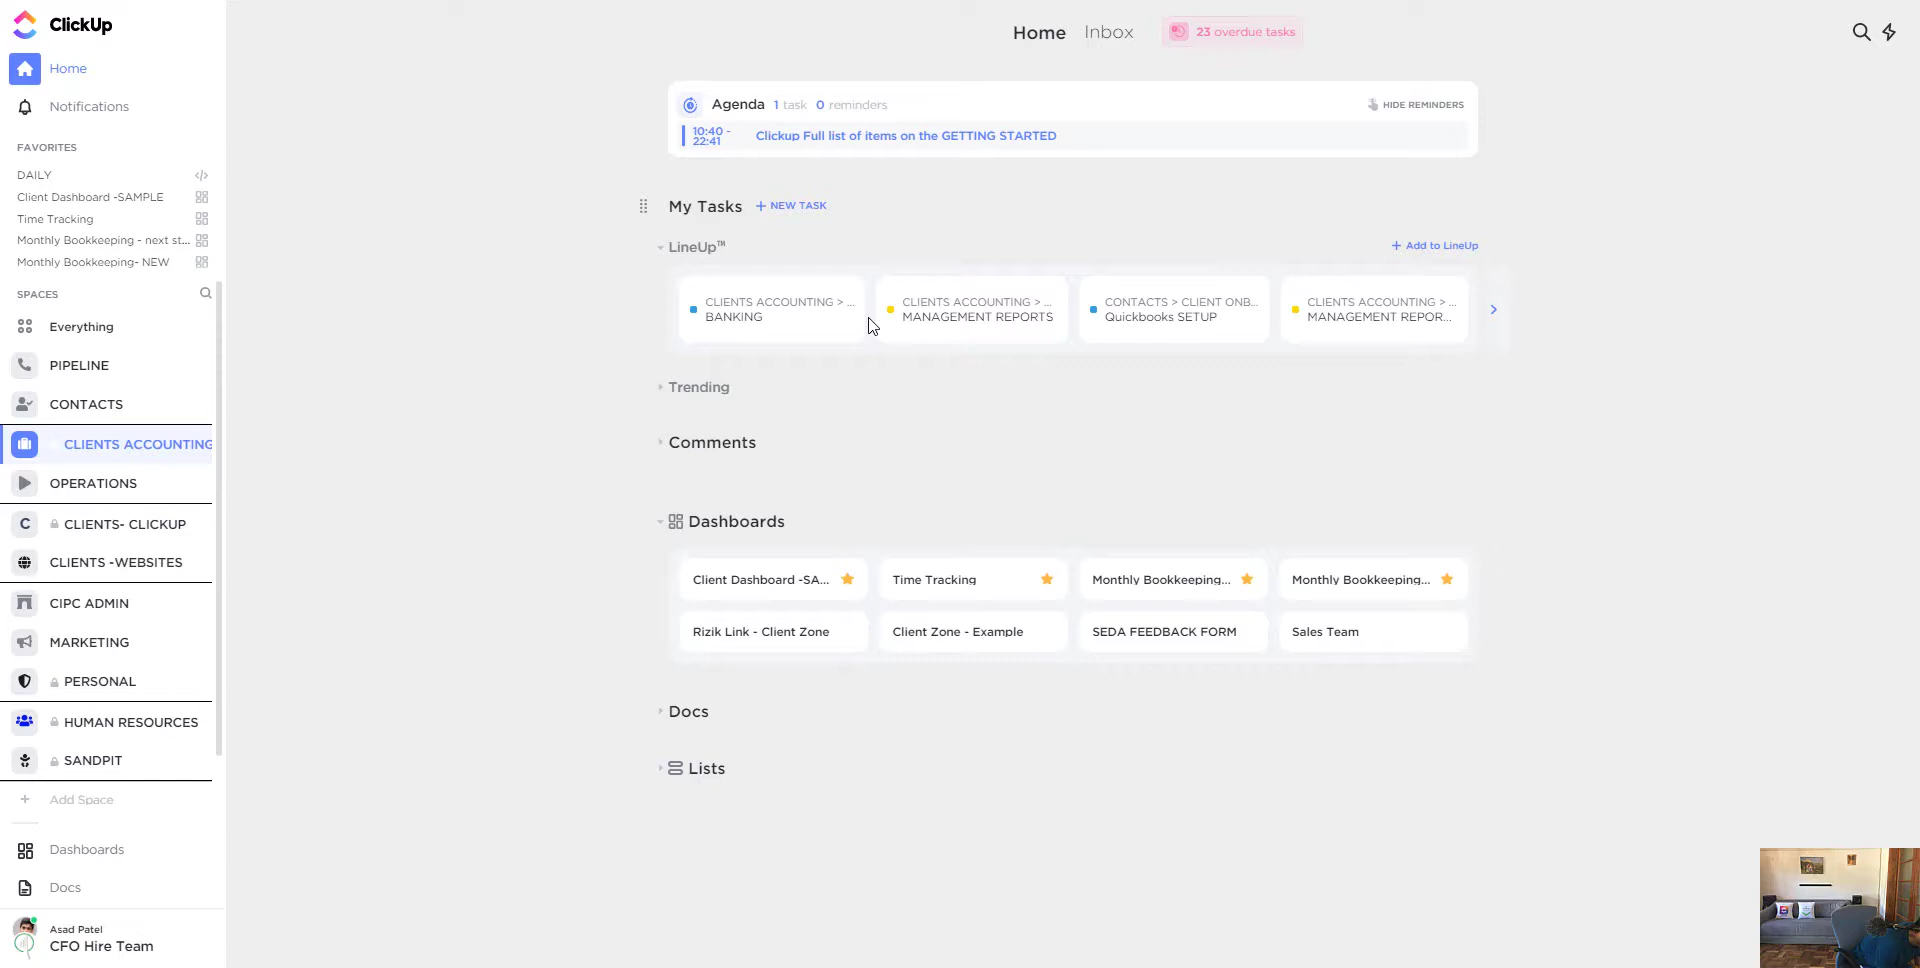 ClickUp
Home
Notifications
FAVORITES
DAILY
Client Dashboard -SAMPLE
Time Tracking
Monthly Bookkeeping - next st...
Monthly Bookkeeping- NEW
SPACES
Everything
PIPELINE
CONTACTS
CLIENTS ACCOUNTING
OPERATIONS
C CLIENTS- CLICKUP
CLIENTS -WEBSITES
CIPC ADMIN
MARKETING
PERSONAL
HUMAN RESOURCES
SANDPIT
+ Add Space
Dashboards
Docs
Asad Patel
CFO Hire Team
Home Inbox 23 overdue tasks
Agenda 1 task 0 reminders HIDE REMINDERS
10:40 -
22:41
Clickup Full list of items on the GETTING STARTED
My Tasks + NEW TASK
LineUp™ + Add to LineUp
CLIENTS ACCOUNTING > ...
BANKING
CLIENTS ACCOUNTING > ...
MANAGEMENT REPORTS
CONTACTS > CLIENT ONB...
Quickbooks SETUP
CLIENTS ACCOUNTING > ...
MANAGEMENT REPOR...
Trending
Comments
Dashboards
Client Dashboard -SA... Time Tracking Monthly Bookkeeping... Monthly Bookkeeping...
Rizik Link - Client Zone Client Zone - Example SEDA FEEDBACK FORM Sales Team
Docs
Lists